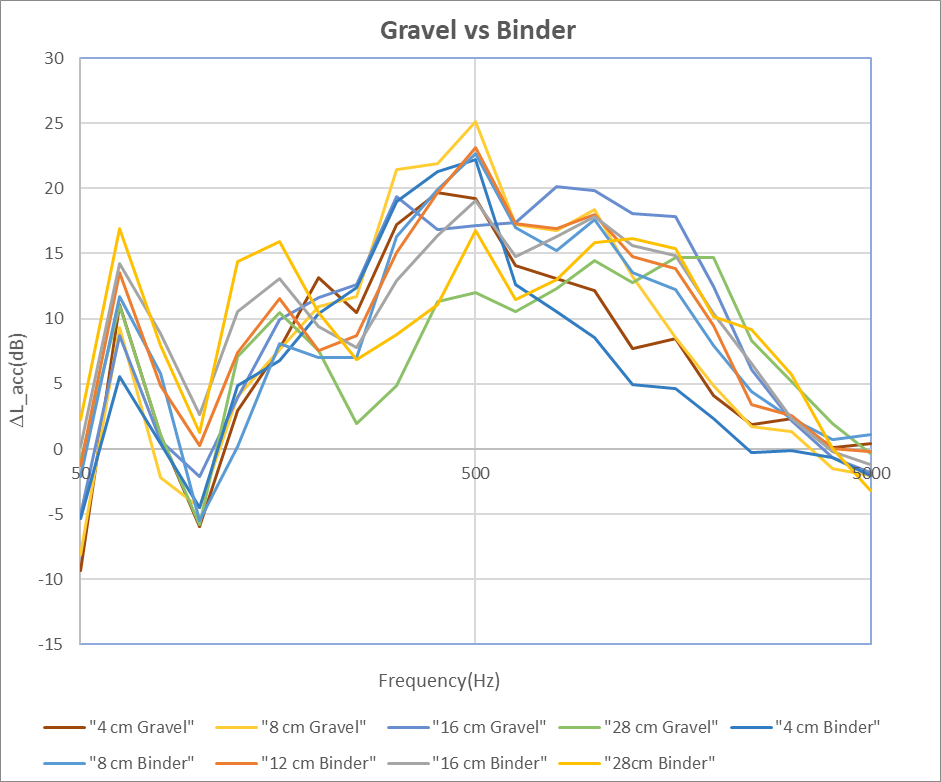 Gravel vs Binder
30
25
20
15
10
5
0
-5
-10
-15
50
500
5000
ΔL_acc(dB)
Frequency(Hz)
"4 cm Gravel" "8 cm Gravel" "16 cm Gravel" "28 cm Gravel" "4 cm Binder"
"8 cm Binder" "12 cm Binder" "16 cm Binder" "28cm Binder"